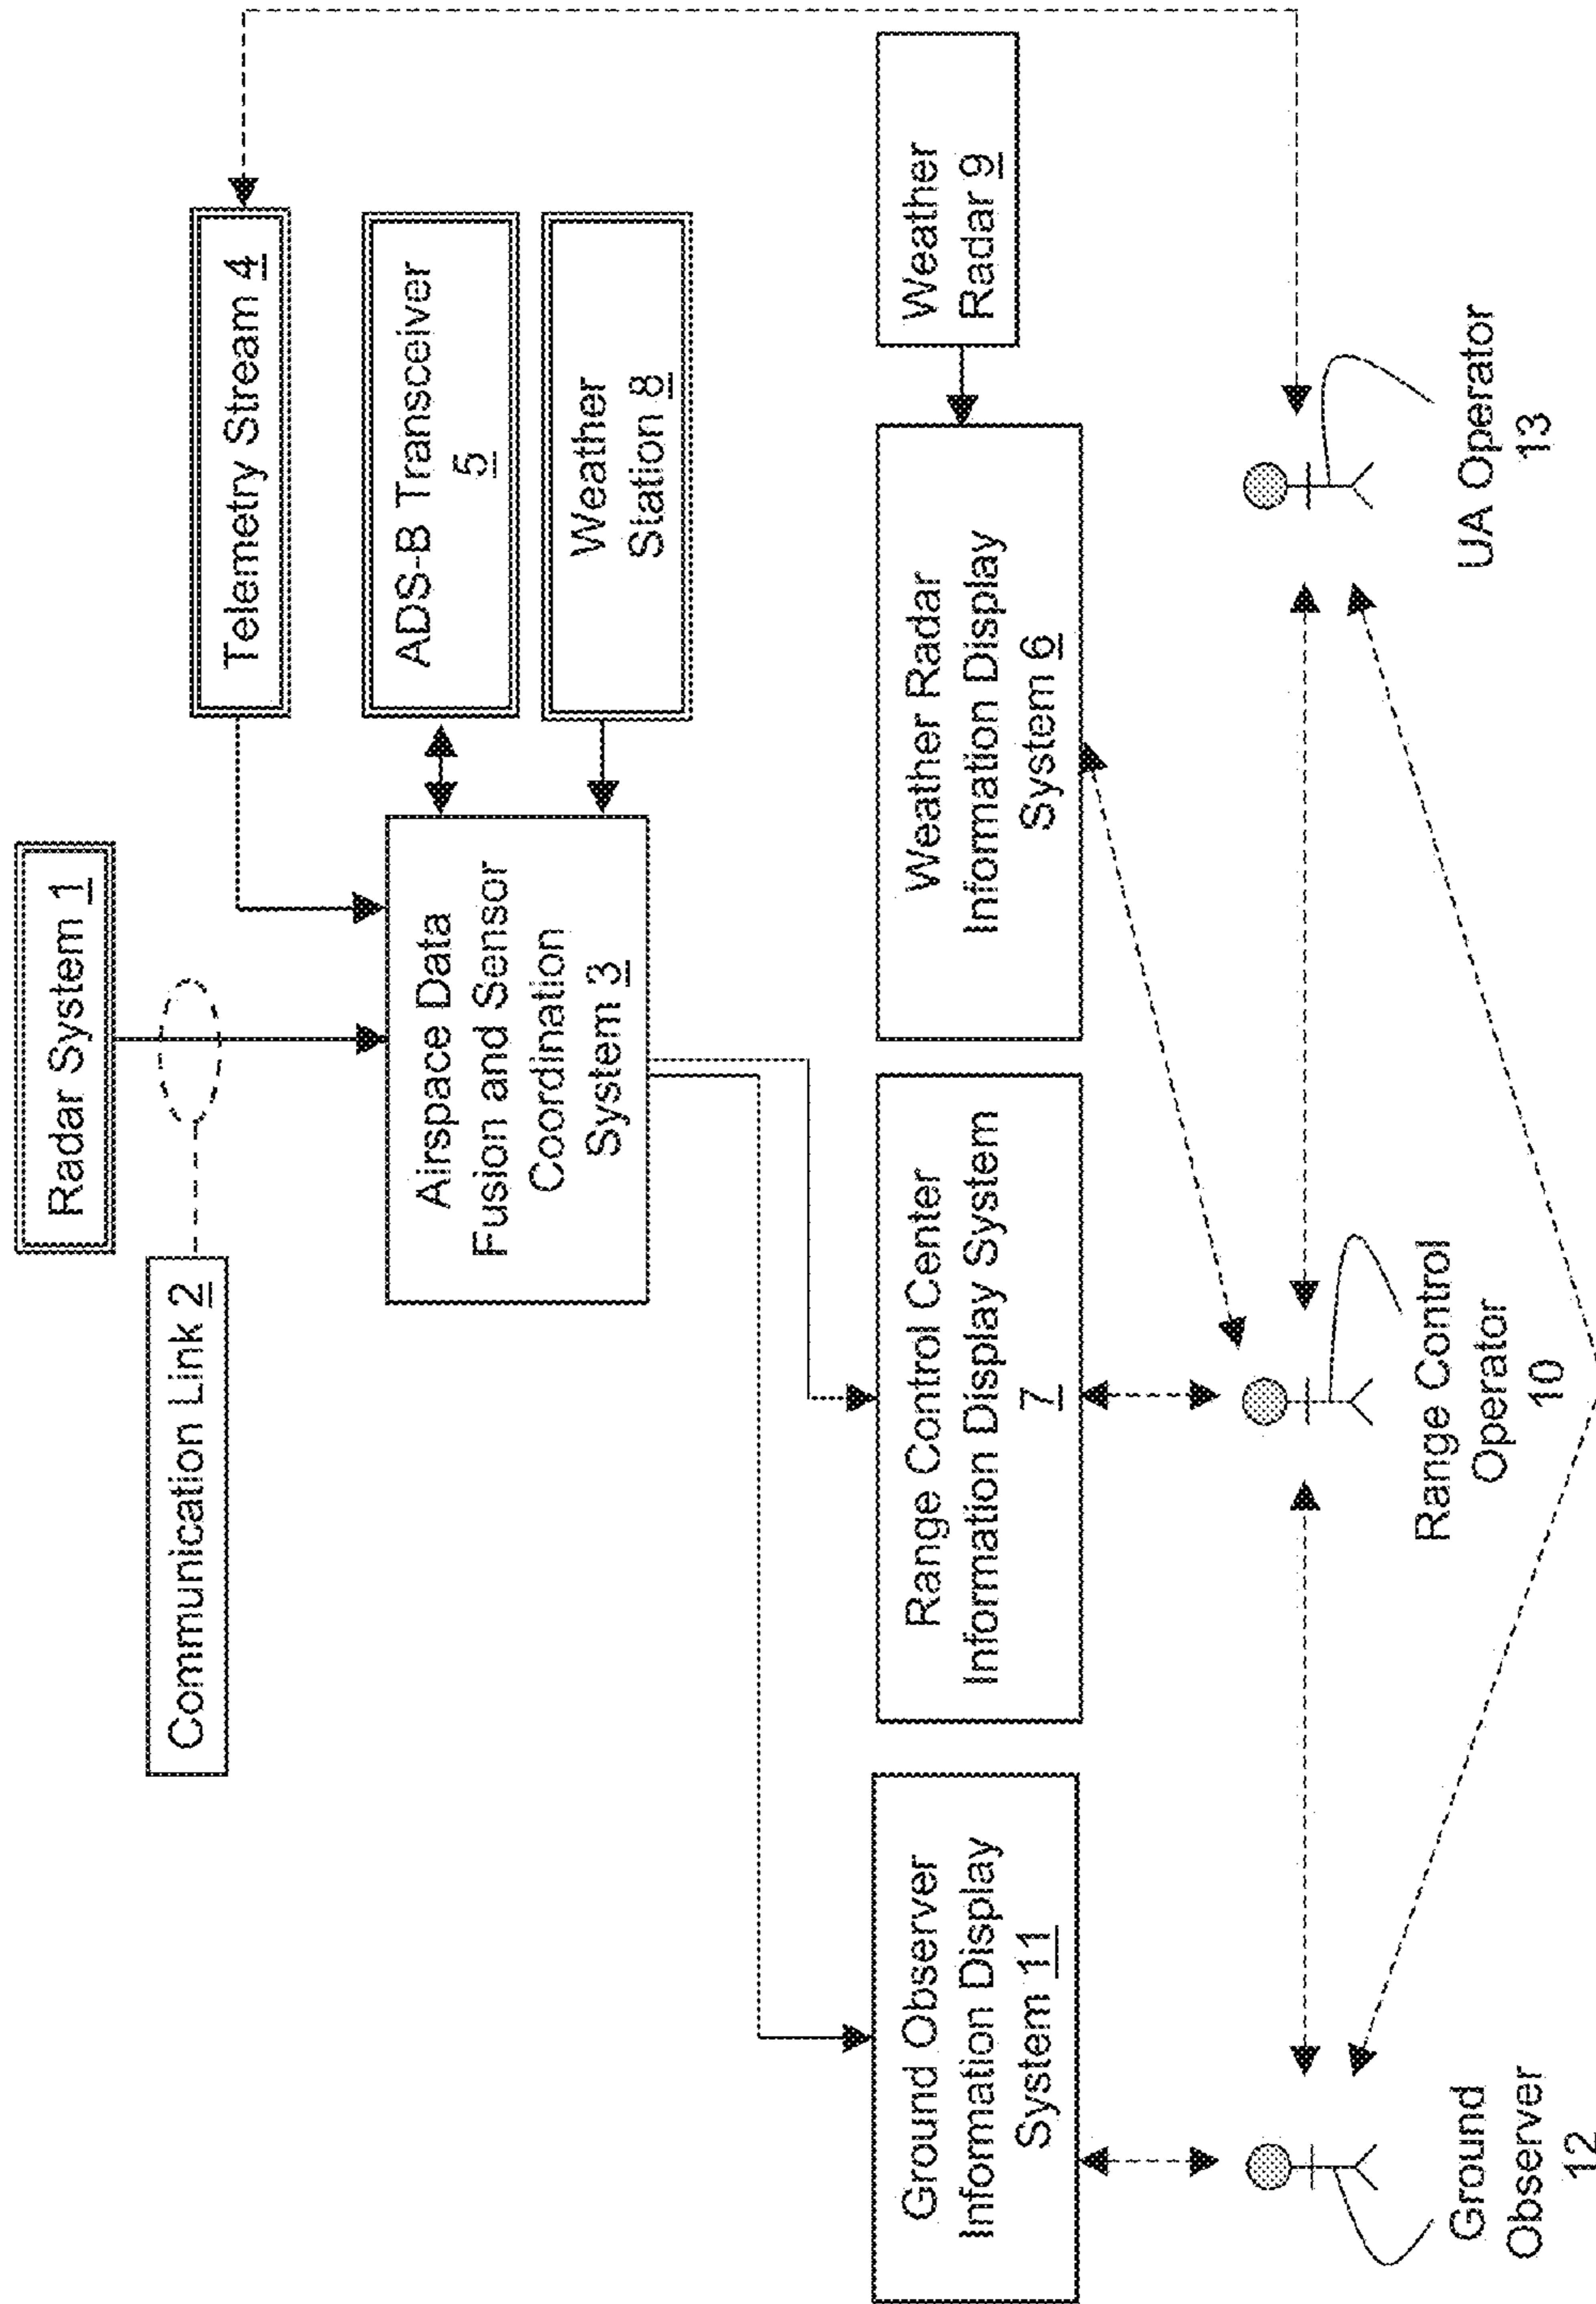 Radar System 1
Communication Link 2
Telemetry Stream 4
Airspace Data
Fusion and Sensor
Coordination
System 3
ADS-B Transceiver
5
Weather
Station 8
Ground Observer
Information Display
System 11
Range Control Center
Information Display System
7
Weather Radar
Information Display
System 6
Weather
Radar 9
Ground
Observer
12
Range Control
Operator
10
UA Operator
13